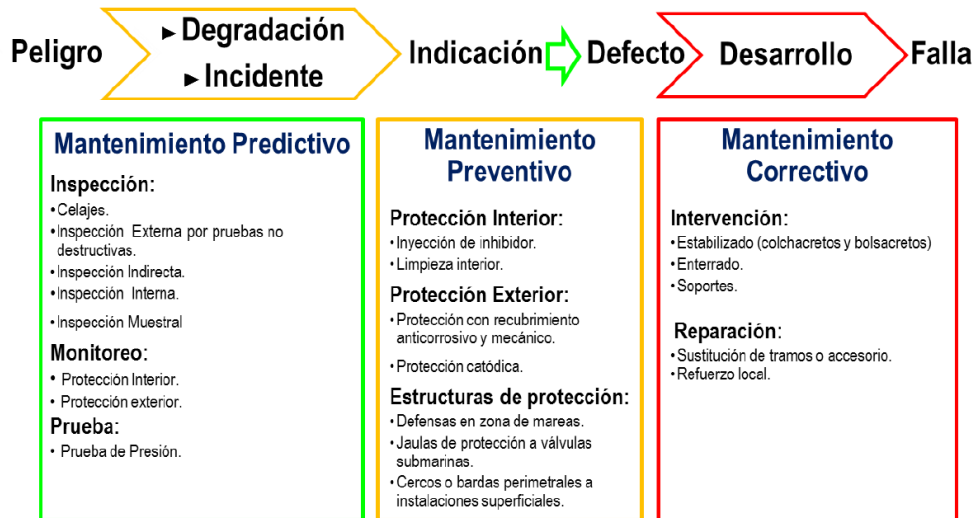 Peligro
► Degradación
► Incidente
Indicación
Defecto
Desarrollo
Falla
Mantenimiento Predictivo
Inspección:
• Celajes.
• Inspección Externa por pruebas no
destructivas.
• Inspección Indirecta.
• Inspección Interna.
• Inspección Muestral
Monitoreo:
• Protección Interior.
• Protección exterior.
Prueba:
• Prueba de Presión.
Mantenimiento
Preventivo
Protección Interior:
• Inyección de inhibidor.
• Limpieza interior.
Protección Exterior:
• Protección con recubrimiento
anticorrosivo y mecánico.
• Protección catódica.
Estructuras de protección:
• Defensas en zona de mareas.
• Jaulas de protección a válvulas
submarinas.
• Cercos o bardas perimetrales a
instalaciones superficiales.
Mantenimiento
Correctivo
Intervención:
• Estabilizado (colchacretos y bolsacretos)
• Enterrado.
• Soportes.
Reparación:
• Sustitución de tramos o accesorio.
• Refuerzo local.